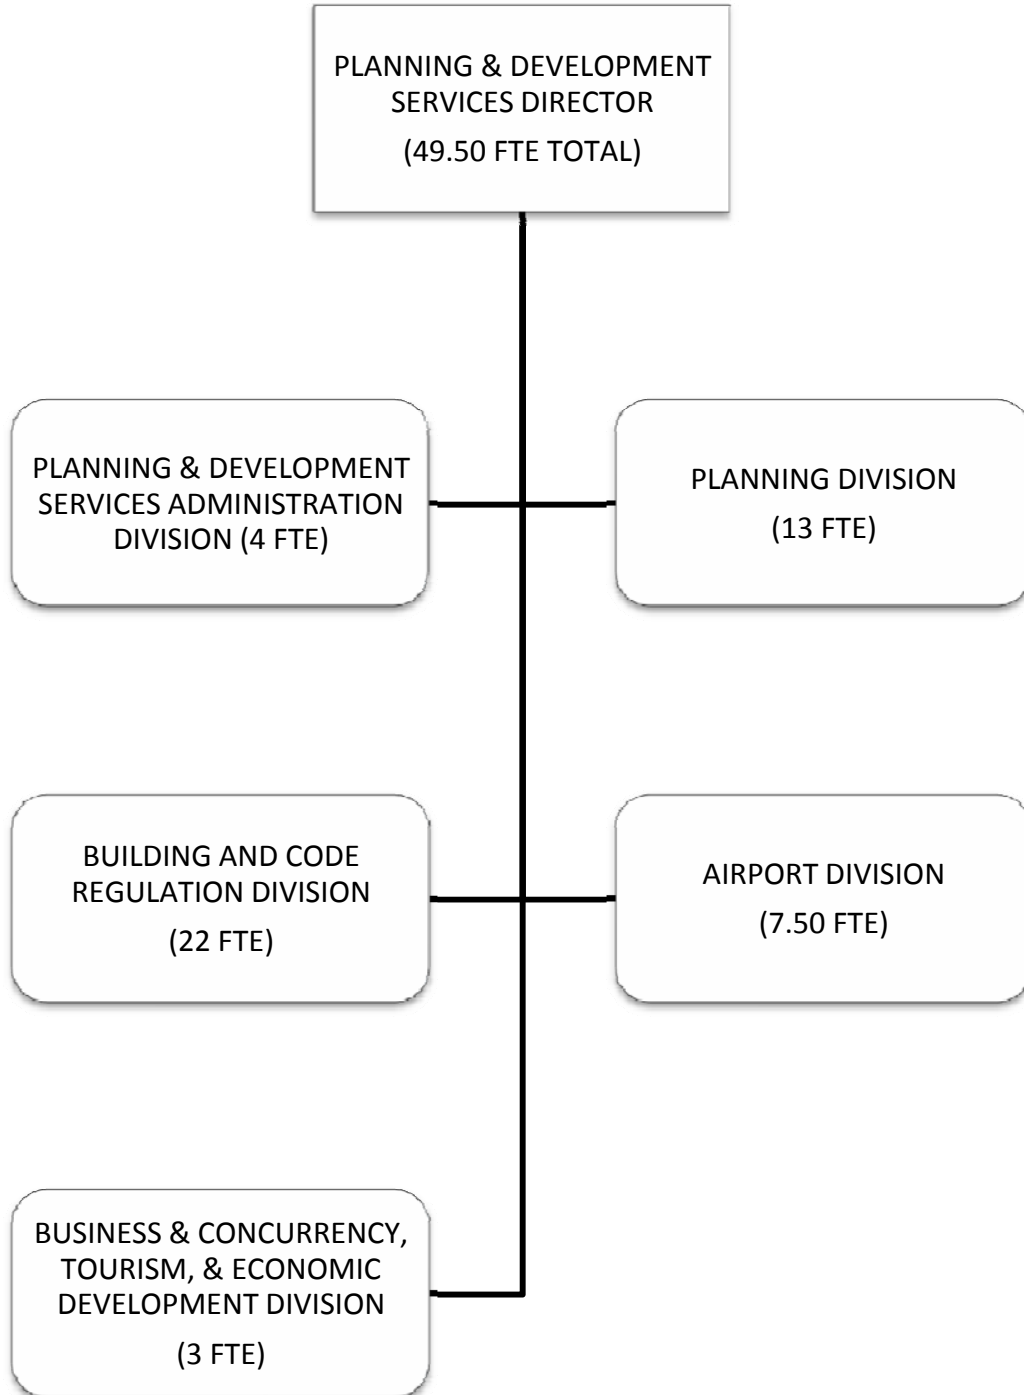 PLANNING & DEVELOPMENT
SERVICES DIRECTOR
(49.50 FTE TOTAL)
PLANNING & DEVELOPMENT
SERVICES ADMINISTRATION
DIVISION (4 FTE)
PLANNING DIVISION
(13 FTE)
BUILDING AND CODE
REGULATION DIVISION
(22 FTE)
AIRPORT DIVISION
(7.50 FTE)
BUSINESS & CONCURRENCY,
TOURISM, & ECONOMIC
DEVELOPMENT DIVISION
(3 FTE)